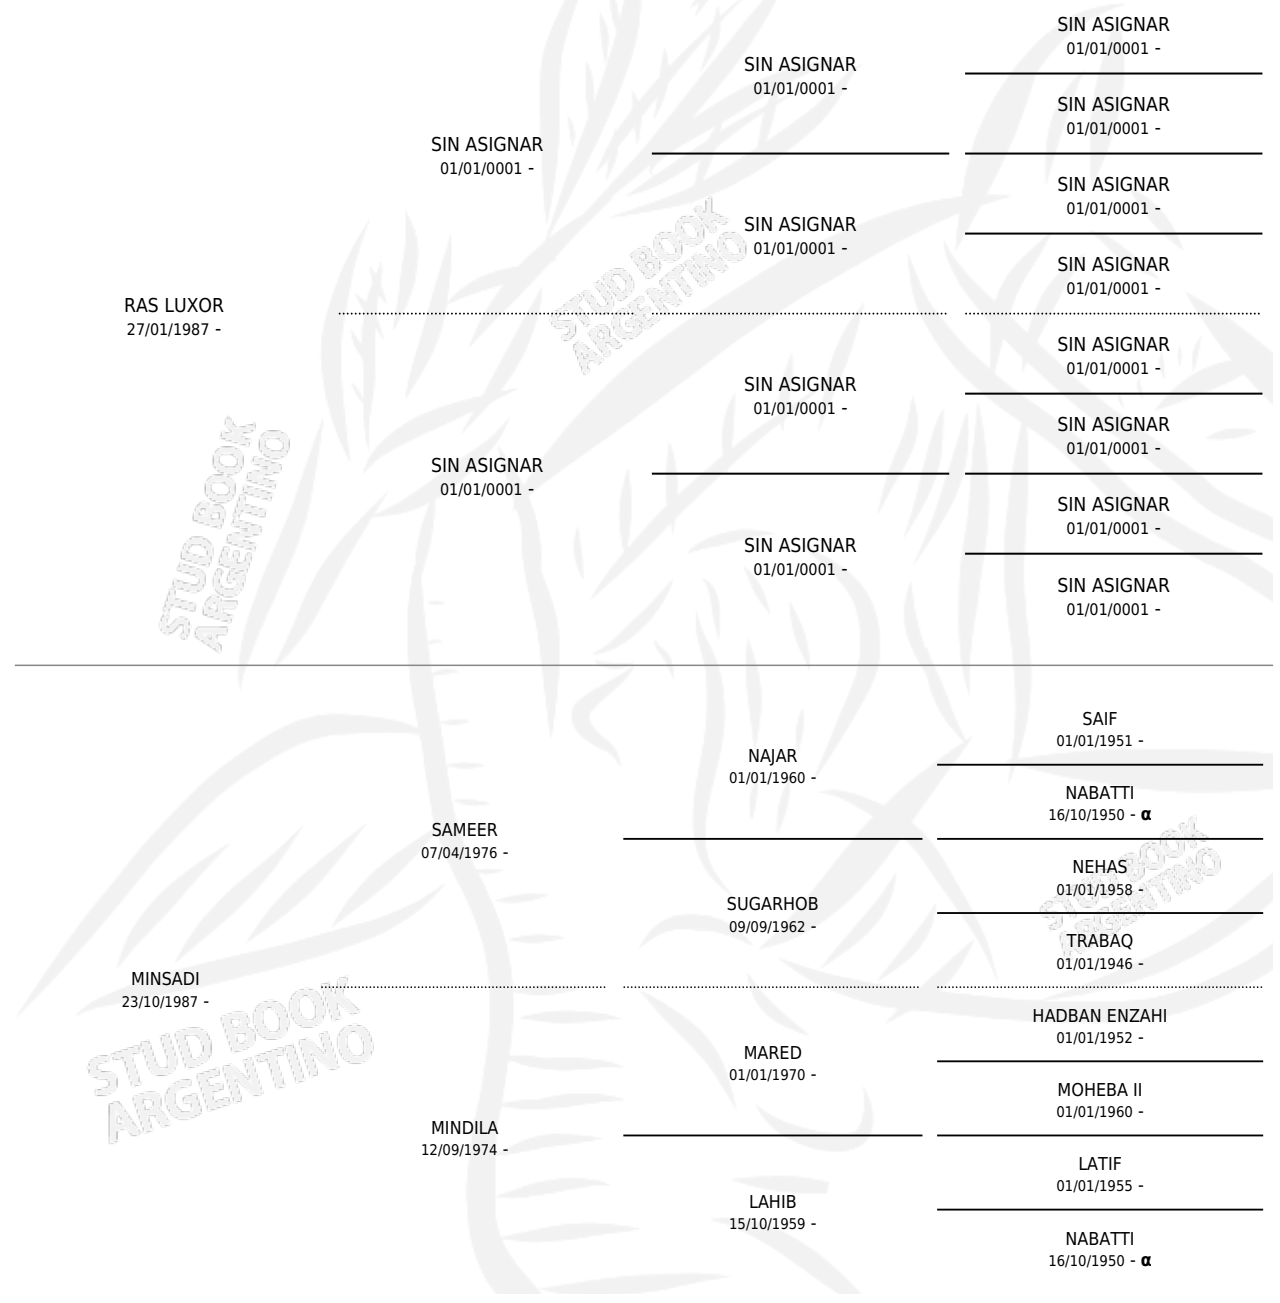 SIN ASIGNAR
01/01/0001 -
SIN ASIGNAR
01/01/0001 -
SIN ASIGNAR
01/01/0001 -
SIN ASIGNAR
01/01/0001 -
SIN ASIGNAR
01/01/0001 -
SIN ASIGNAR
01/01/0001 -
SIN ASIGNAR
01/01/0001 -
RAS LUXOR
27/01/1987 -
SIN ASIGNAR
01/01/0001 -
SIN ASIGNAR
01/01/0001 -
SIN ASIGNAR
01/01/0001 -
SIN ASIGNAR
01/01/0001 -
SIN ASIGNAR
01/01/0001 -
SIN ASIGNAR
01/01/0001 -
SIN ASIGNAR
01/01/0001 -
STUD BOOK
ARGENTINO
STUD BOOK
ARGENTINO
SAIF
01/01/1951 -
NAJAR
01/01/1960 -
NABATTI
16/10/1950 - α
SAMEER
07/04/1976 -
NEHAS
01/01/1958 -
SUGARHOB
09/09/1962 -
TRABAQ
01/01/1946 -
MINSADI
23/10/1987 -
HADBAN ENZAHI
01/01/1952 -
MARED
01/01/1970 -
MOHEBA II
01/01/1960 -
MINDILA
12/09/1974 -
LATIF
01/01/1955 -
LAHIB
15/10/1959 -
NABATTI
16/10/1950 - α
STUD BOOK
ARGENTINO
STUD BOOK
ARGENTINO